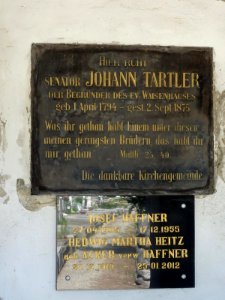 HIER RUHT
SENATOR JOHANN TARTLER
DER BEGRÜNDER DES EV. WAISENHAUSES
geb. 1. April 1794 – gest. 2. Sept. 1875
Was ihr gethan habt Einem unter diesen
meinen geringsten Brüdern, das habt ihr
mir gethan. Matth. 25. 40.
Die dankbare Kirchengemeinde
JOSEF HAFFNER
17.12.1955
HEDWIG MARTHA HEITZ
verw. HAFFNER
25.01.2012